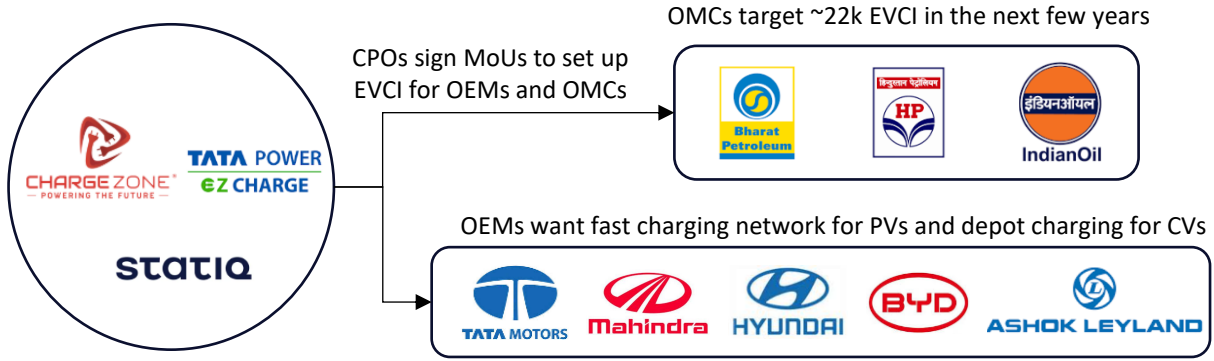 OMCs target ~22k EVCI in the next few years
CPOs sign MoUs to set up
EVCI for OEMs and OMCs
CHARGE ZONE®
— POWERING THE FUTURE —
TATA POWER
EZ CHARGE
STATIQ
Bharat
Petroleum
हिन्दुस्तान पेट्रोलियम
HP
इंडियनऑयल
IndianOil
OEMs want fast charging network for PVs and depot charging for CVs
TATA MOTORS
Mahindra
HYUNDAI
BYD
L
ASHOK LEYLAND